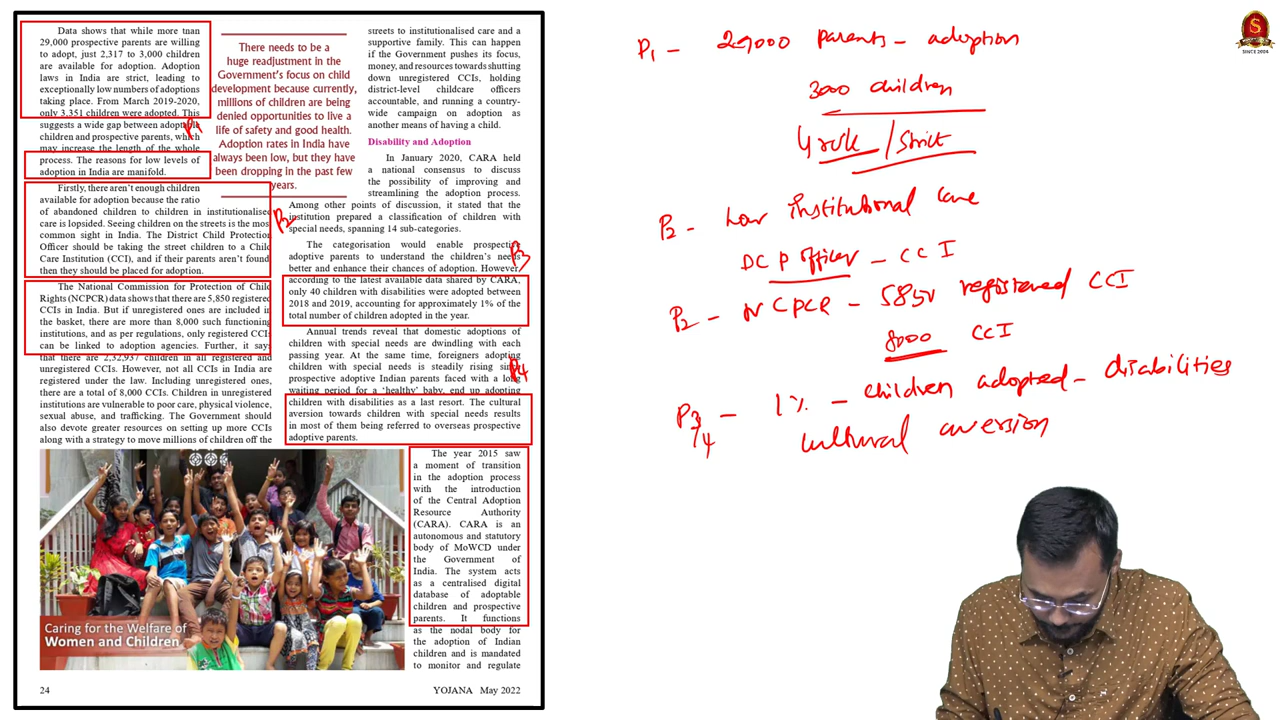 Data shows that while more than
29,000 prospective parents are willing
to adopt, just 2,317 to 3,000 children
are available for adoption. Adoption
laws in India are strict, leading to
exceptionally low numbers of adoptions
taking place. From March 2019-2020,
only 3,351 children were adopted. This
suggests a wide gap between adoptable
children and prospective parents, which
may increase the length of the whole
process. The reasons for low levels of
adoption in India are manifold.
P1
Firstly, there aren't enough children
available for adoption because the ratio
of abandoned children to children in institutionalised
care is lopsided. Seeing children on the streets is the most
common sight in India. The District Child Protection
Officer should be taking the street children to a Child
Care Institution (CCI), and if their parents aren't found,
then they should be placed for adoption.
P2
The National Commission for Protection of Child
Rights (NCPCR) data shows that there are 5,850 registered
CCIs in India. But if unregistered ones are included in
the basket, there are more than 8,000 such functioning
institutions, and as per regulations, only registered CCIs
can be linked to adoption agencies. Further, it says
that there are 2,32,937 children in all registered and
unregistered CCIs. However, not all CCIs in India are
registered under the law. Including unregistered ones,
there are a total of 8,000 CCIs. Children in unregistered
institutions are vulnerable to poor care, physical violence,
sexual abuse, and trafficking. The Government should
also devote greater resources on setting up more CCIs
along with a strategy to move millions of children off the
There needs to be a
huge readjustment in the
Government's focus on child
development because currently,
millions of children are being
denied opportunities to live a
life of safety and good health.
Adoption rates in India have
always been low, but they have
been dropping in the past few
years.
streets to institutionalised care and a
supportive family. This can happen
if the Government pushes its focus,
money, and resources towards shutting
down unregistered CCIs, holding
district-level childcare officers
accountable, and running a country-
wide campaign on adoption as
another means of having a child.
Disability and Adoption
In January 2020, CARA held
a national consensus to discuss
the possibility of improving and
streamlining the adoption process.
Among other points of discussion, it stated that the
institution prepared a classification of children with
special needs, spanning 14 sub-categories.
The categorisation would enable prospective
adoptive parents to understand the children's needs
better and enhance their chances of adoption. However,
according to the latest available data shared by CARA,
only 40 children with disabilities were adopted between
2018 and 2019, accounting for approximately 1% of the
total number of children adopted in the year.
P3
Annual trends reveal that domestic adoptions of
children with special needs are dwindling with each
passing year. At the same time, foreigners adopting
children with special needs is steadily rising since
prospective adoptive Indian parents faced with a long
waiting period for a 'healthy' baby, end up adopting
children with disabilities as a last resort. The cultural
aversion towards children with special needs results
in most of them being referred to overseas prospective
adoptive parents.
P4
The year 2015 saw
a moment of transition
in the adoption process
with the introduction
of the Central Adoption
Resource Authority
(CARA). CARA is an
autonomous and statutory
body of MoWCD under
the Government of
India. The system acts
as a centralised digital
database of adoptable
children and prospective
parents. It functions
as the nodal body for
the adoption of Indian
children and is mandated
to monitor and regulate
Caring for the Welfare of
Women and Children
24
YOJANA May 2022
P1 - 29000 parents - adoption
3000 children
/ Strict
P2 - Low institutional care
DCP officer - CCI
P2 - NCPCR - 5850 registered CCI
8000 CCI
P3/4 - 1% - children adopted - disabilities
cultural aversion
S
SINCE 2004